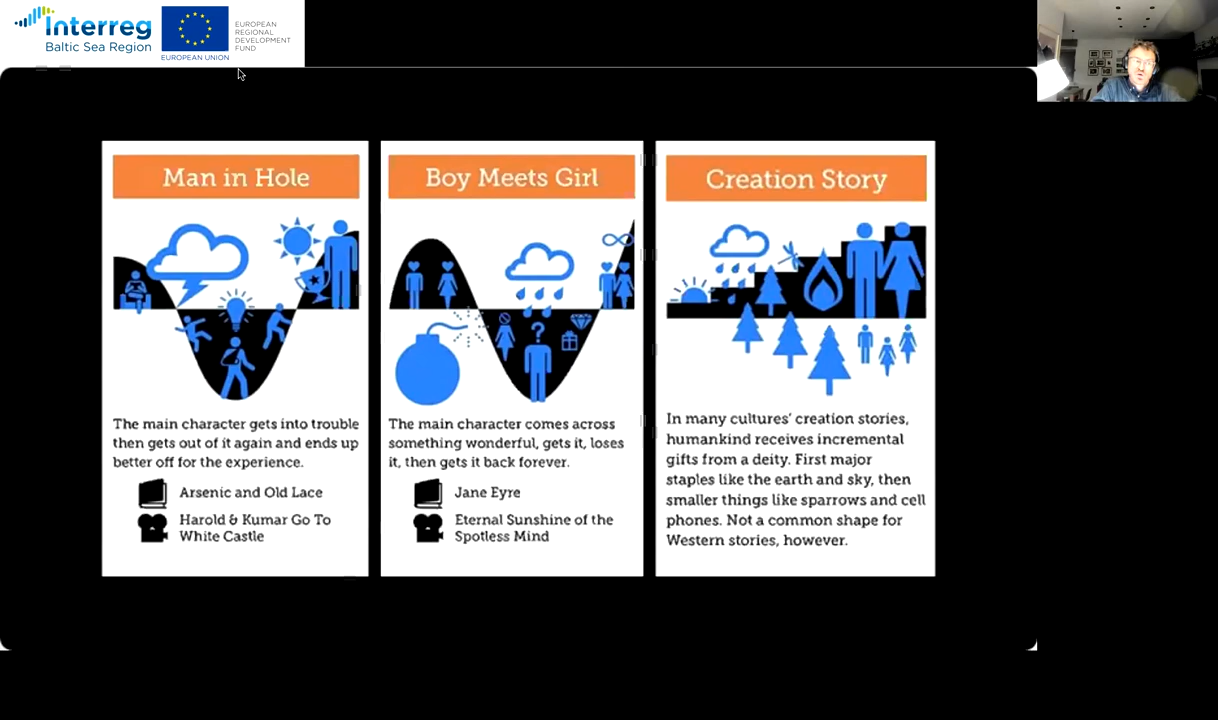 Interreg
Baltic Sea Region
EUROPEAN UNION
EUROPEAN
REGIONAL
DEVELOPMENT
FUND
Man in Hole
The main character gets into trouble
then gets out of it again and ends up
better off for the experience.
Arsenic and Old Lace
Harold & Kumar Go To
White Castle
Boy Meets Girl
?
The main character comes across
something wonderful, gets it, loses
it, then gets it back forever.
Jane Eyre
Eternal Sunshine of the
Spotless Mind
Creation Story
In many cultures’ creation stories,
humankind receives incremental
gifts from a deity. First major
staples like the earth and sky, then
smaller things like sparrows and cell
phones. Not a common shape for
Western stories, however.